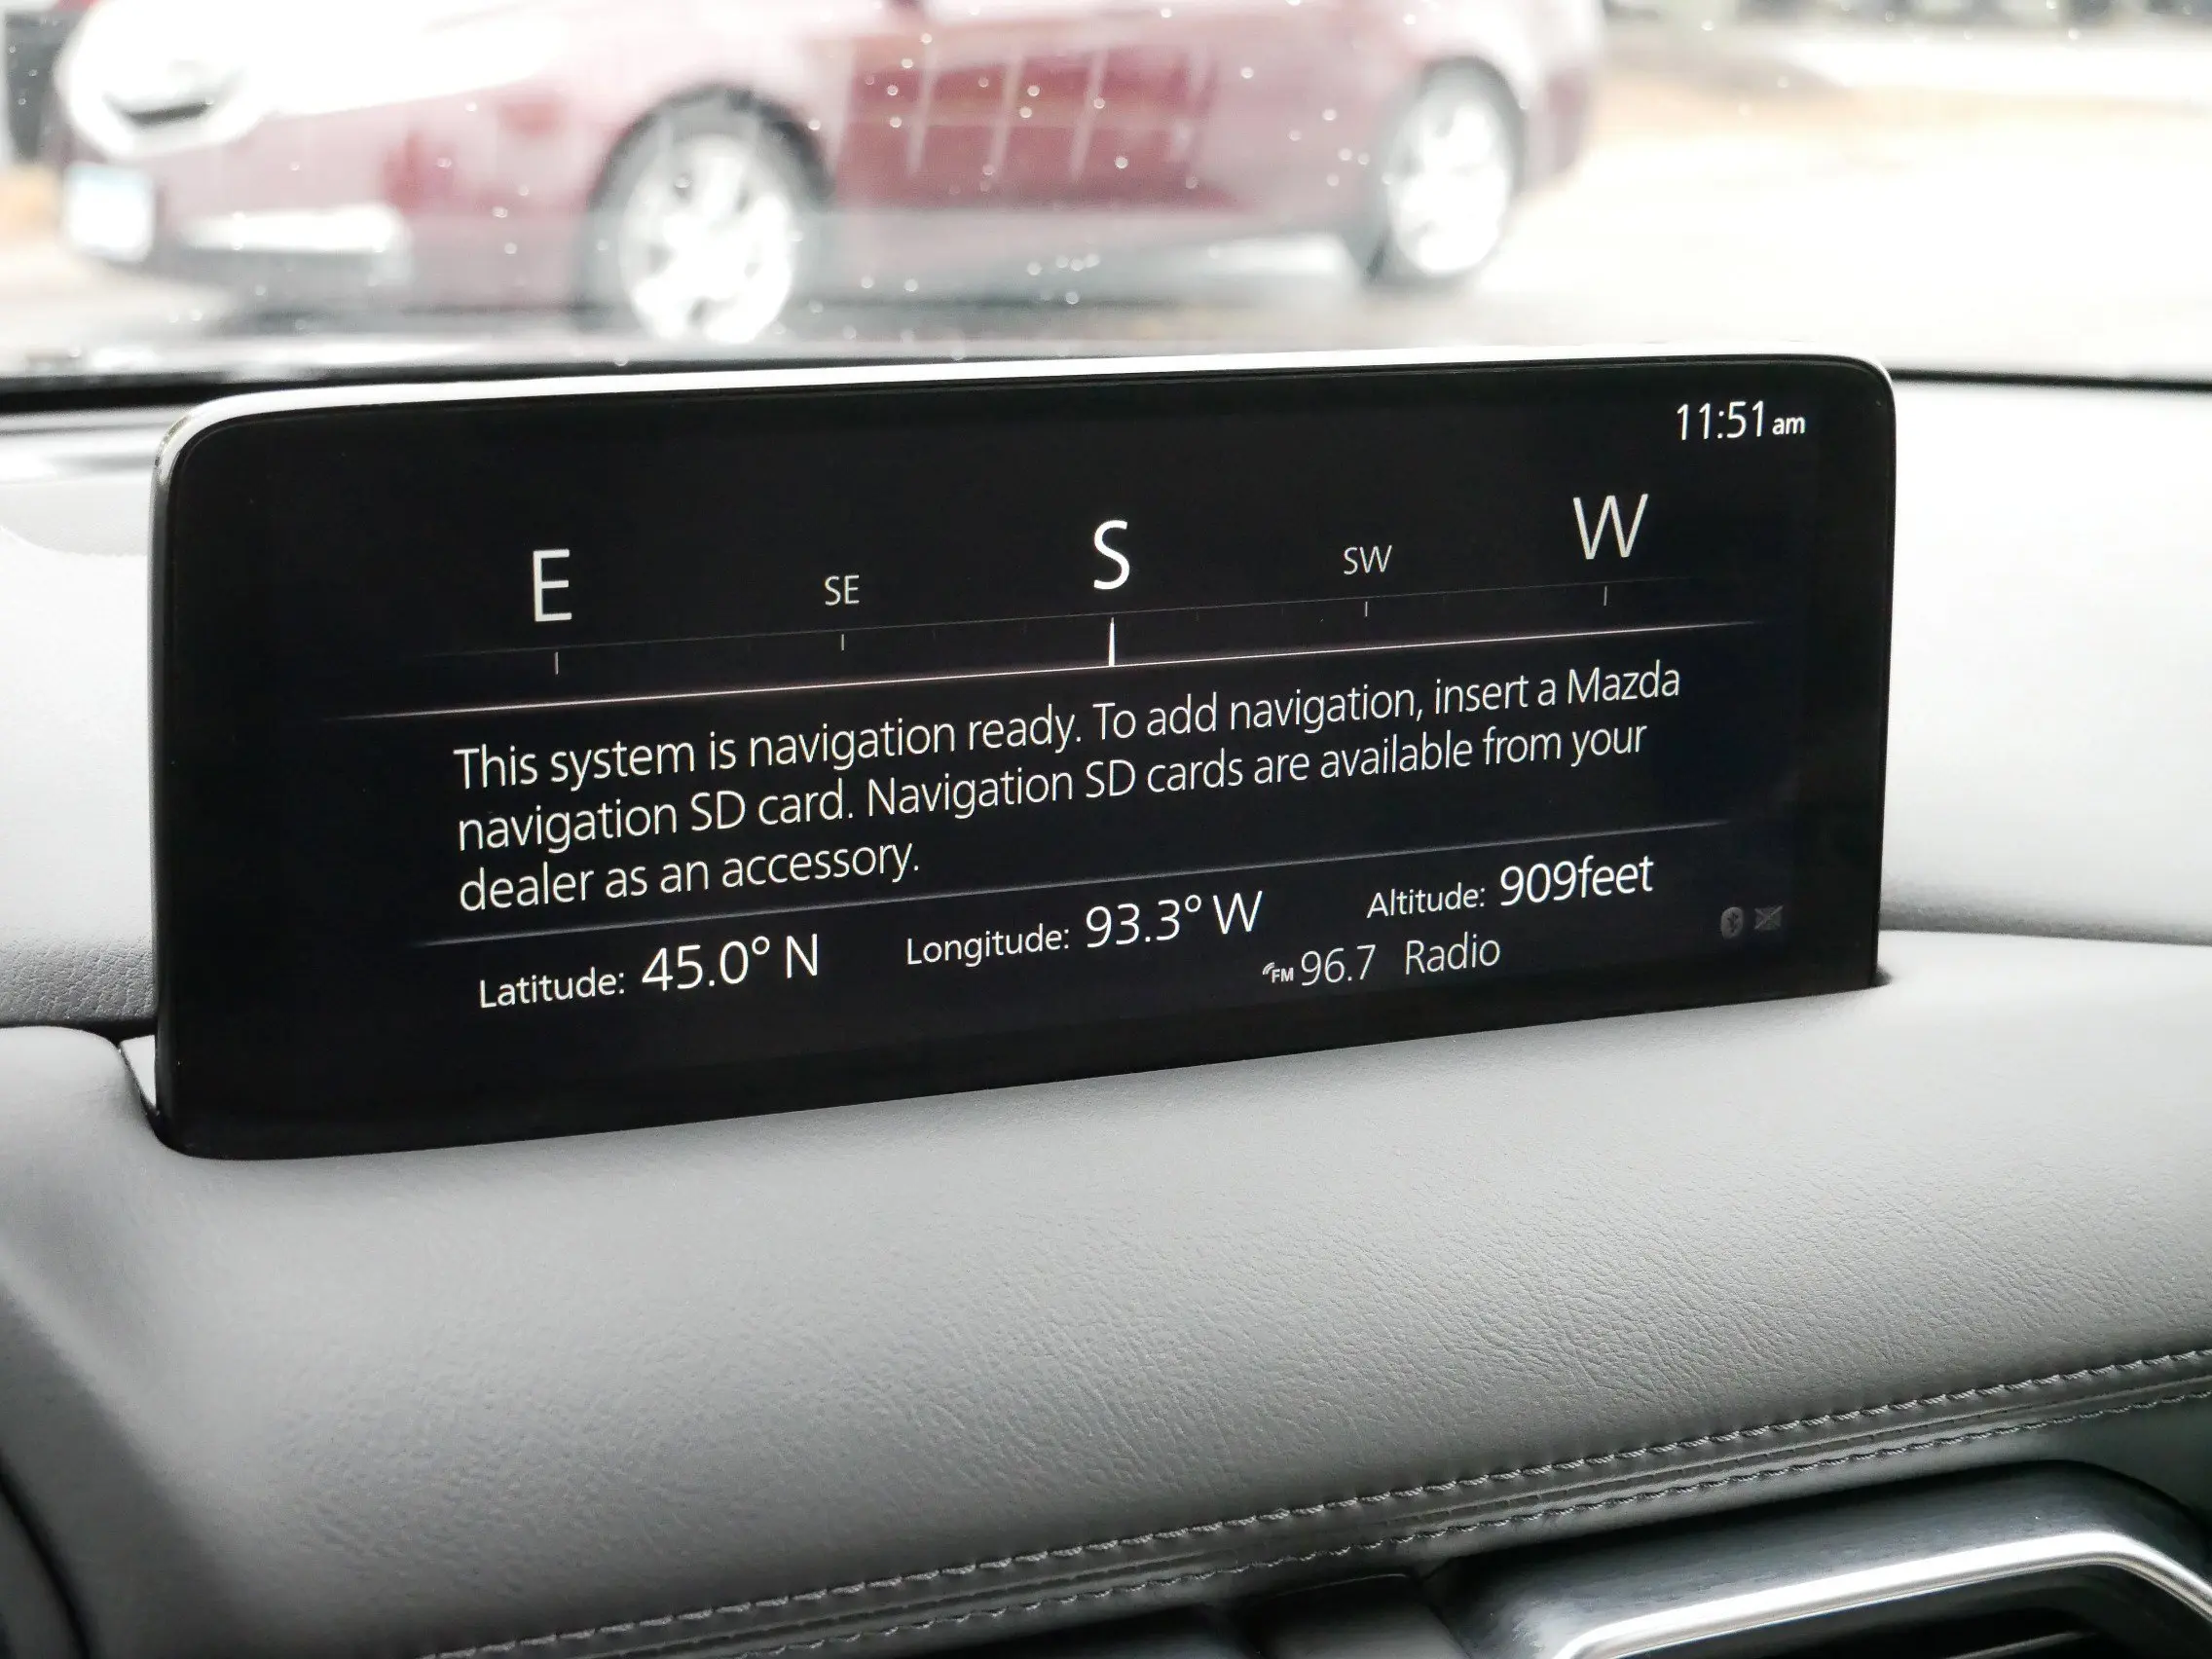 11:51 am
E SE S SW W
This system is navigation ready. To add navigation, insert a Mazda
navigation SD card. Navigation SD cards are available from your
dealer as an accessory.
Latitude: 45.0° N Longitude: 93.3° W Altitude: 909feet
FM 96.7 Radio